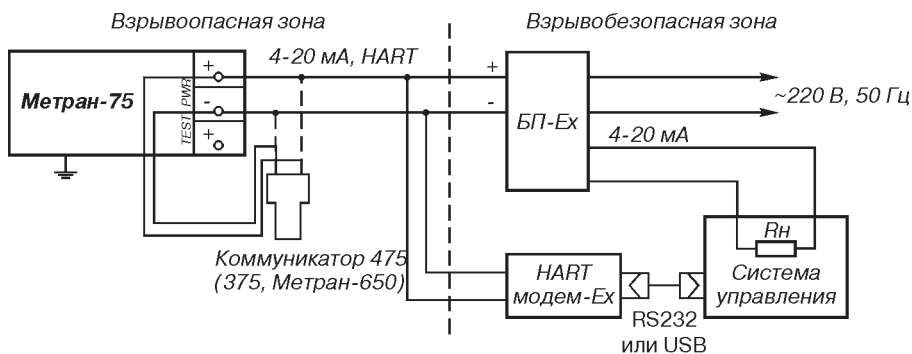 Взрывоопасная зона
Взрывобезопасная зона
4-20 мА, HART
Метран-75
PWR
TEST
+
-
+
+
-
БП-Ex
~220 В, 50 Гц
4-20 мА
Rн
Система
управления
Коммуникатор 475
(375, Метран-650)
HART
модем-Ex
RS232
или USB